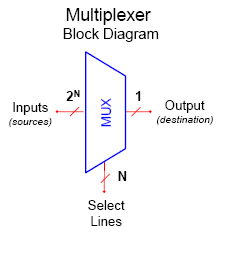 Multiplexer
Block Diagram
2ᴺ
1
Inputs
(sources)
MUX
Output
(destination)
N
Select
Lines